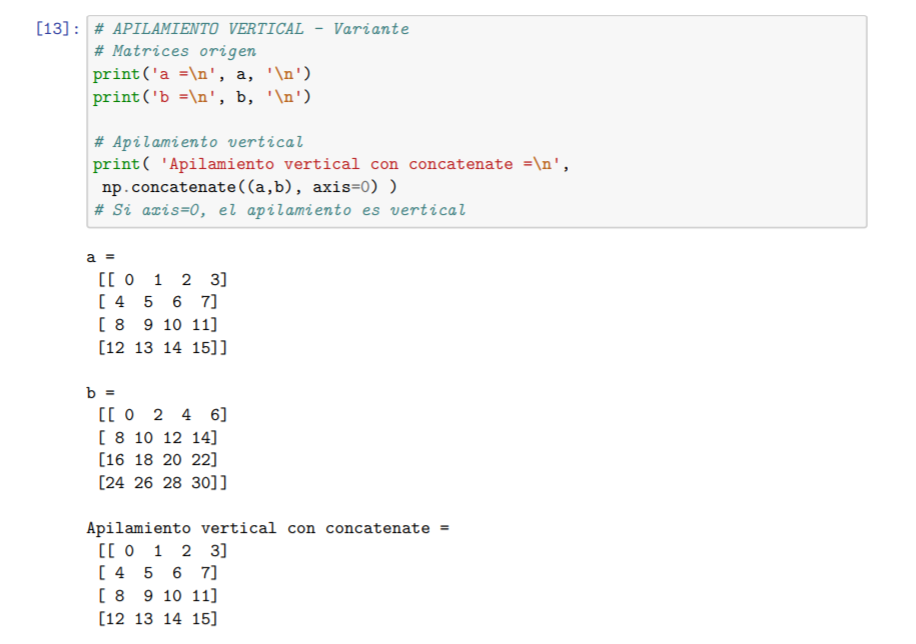 [13]: # APILAMIENTO VERTICAL - Variante
# Matrices origen
print('a =\n', a, '\n')
print('b =\n', b, '\n')
# Apilamiento vertical
print( 'Apilamiento vertical con concatenate =\n',
np.concatenate((a,b), axis=0) )
# Si axis=0, el apilamiento es vertical
a =
[[ 0  1  2  3]
[ 4  5  6  7]
[ 8  9 10 11]
[12 13 14 15]]
b =
[[ 0  2  4  6]
[ 8 10 12 14]
[16 18 20 22]
[24 26 28 30]]
Apilamiento vertical con concatenate =
[[ 0  1  2  3]
[ 4  5  6  7]
[ 8  9 10 11]
[12 13 14 15]